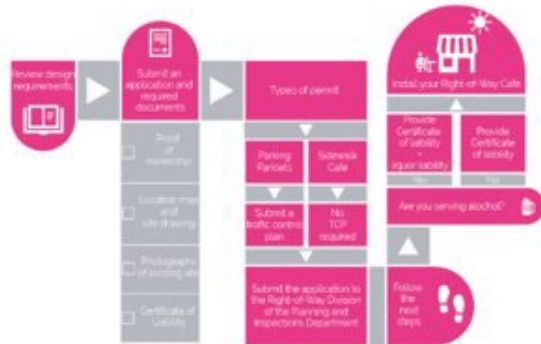 Review design
requirements
Submit an
application and
required
documents
Proof
of
ownership
Location map
and
site drawing
Photographs
of existing site
Certificate of
Liability
Types of permit
Parking
Parklets
Sidewalk
Cafe
Submit a
traffic control
plan
No
TCP
required
Submit the application to
the Right-of-Way Division
of the Planning and
Inspections Department
Follow
the
next
steps
Are you serving alcohol?
Yes
No
Provide
Certificate
of liability
+
liquor liability
Provide
Certificate
of liability
Install your Right-of-Way Cafe